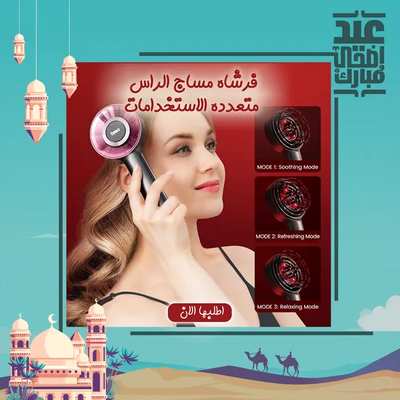 عيد
أضحى
مبارك
فرشاه مساج الراس
متعدده الاستخدامات
MODE 1: Soothing Mode
MODE 2: Refreshing Mode
MODE 3: Relaxing Mode
اطلبها الان